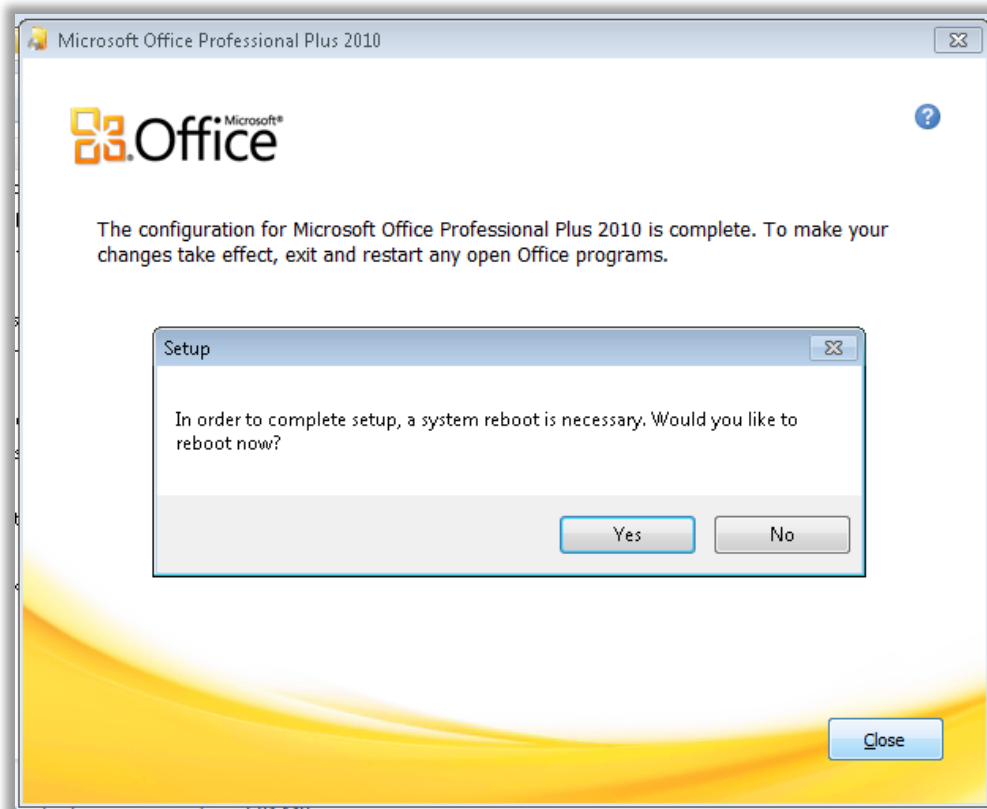 Microsoft Office Professional Plus 2010
Microsoft®
Office
The configuration for Microsoft Office Professional Plus 2010 is complete. To make your
changes take effect, exit and restart any open Office programs.
Setup
In order to complete setup, a system reboot is necessary. Would you like to
reboot now?
Yes
No
Close